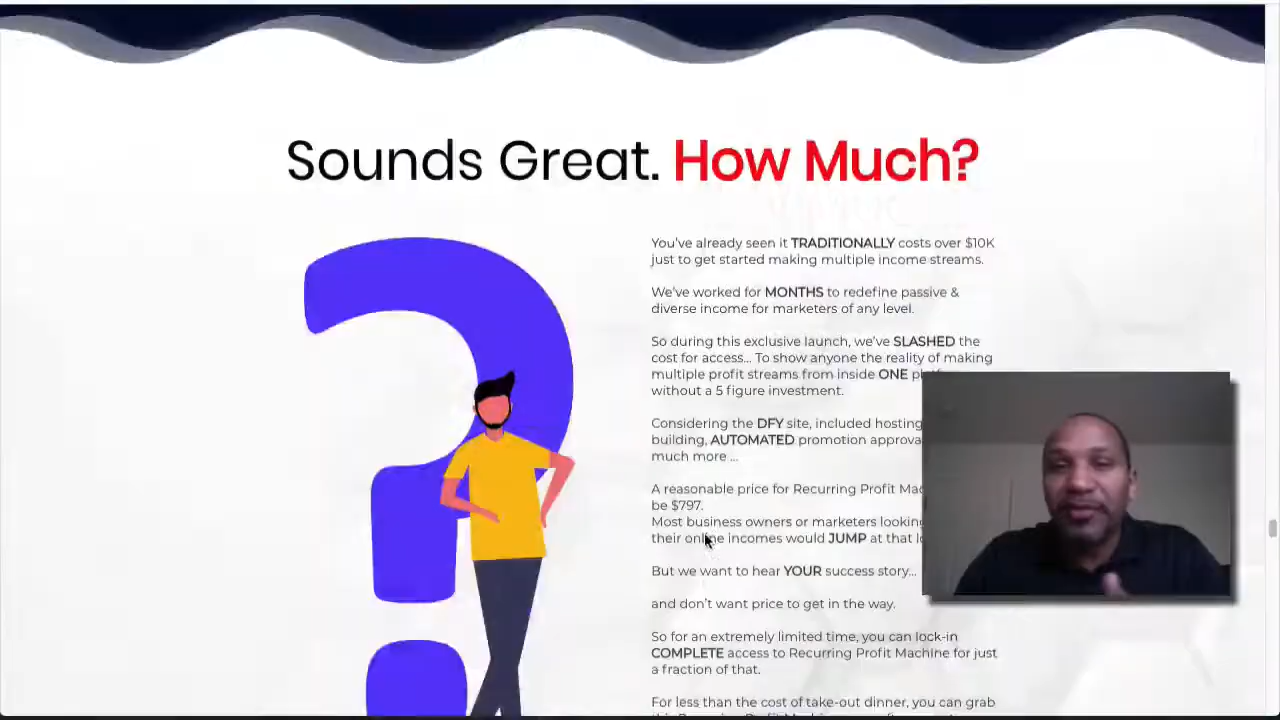 Sounds Great. How Much?
You've already seen it TRADITIONALLY costs over $10K
just to get started making multiple income streams.
We've worked for MONTHS to redefine passive &
diverse income for marketers of any level.
So during this exclusive launch, we've SLASHED the
cost for access... To show anyone the reality of making
multiple profit streams from inside ONE
without a 5 figure investment.
Considering the DFY site, included hosting
building, AUTOMATED promotion
much more ...
A reasonable price for Recurring Profit
be $797.
Most business owners or marketers
their online incomes would JUMP at that
But we want to hear YOUR success story...
and don't want price to get in the way.
So for an extremely limited time, you can lock-in
COMPLETE access to Recurring Profit Machine for just
a fraction of that.
For less than the cost of take-out dinner, you can grab